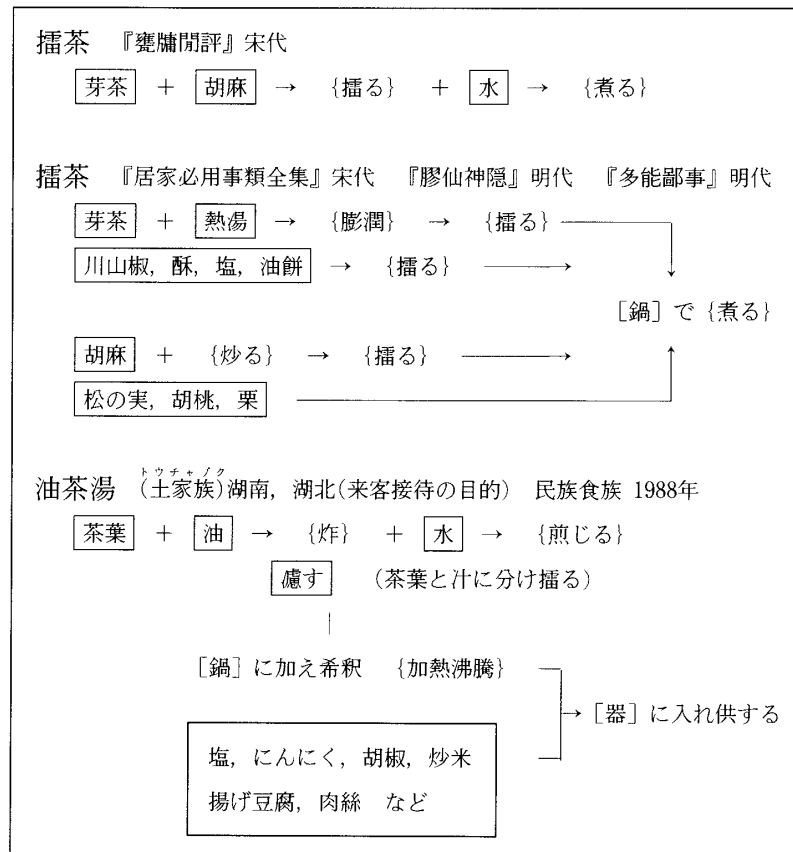 擂茶 『甕牖閒評』宋代
芽茶 + 胡麻 → {擂る} + 水 → {煮る}
擂茶 『居家必用事類全集』宋代 『膠仙神隠』明代 『多能鄙事』明代
芽茶 + 熱湯 → {膨潤} → {擂る}
川山椒，酥，塩，油餅 → {擂る} →
[鍋] で {煮る}
胡麻 + {炒る} → {擂る} →
松の実，胡桃，栗
トウチャゾク
油茶湯 (土家族)湖南，湖北(来客接待の目的) 民族食族 1988年
茶葉 + 油 → {炸} + 水 → {煎じる}
濾す (茶葉と汁に分け擂る)
[鍋] に加え希釈 {加熱沸騰}
→ [器] に入れ供する
塩，にんにく，胡椒，炒米
揚げ豆腐，肉絲 など